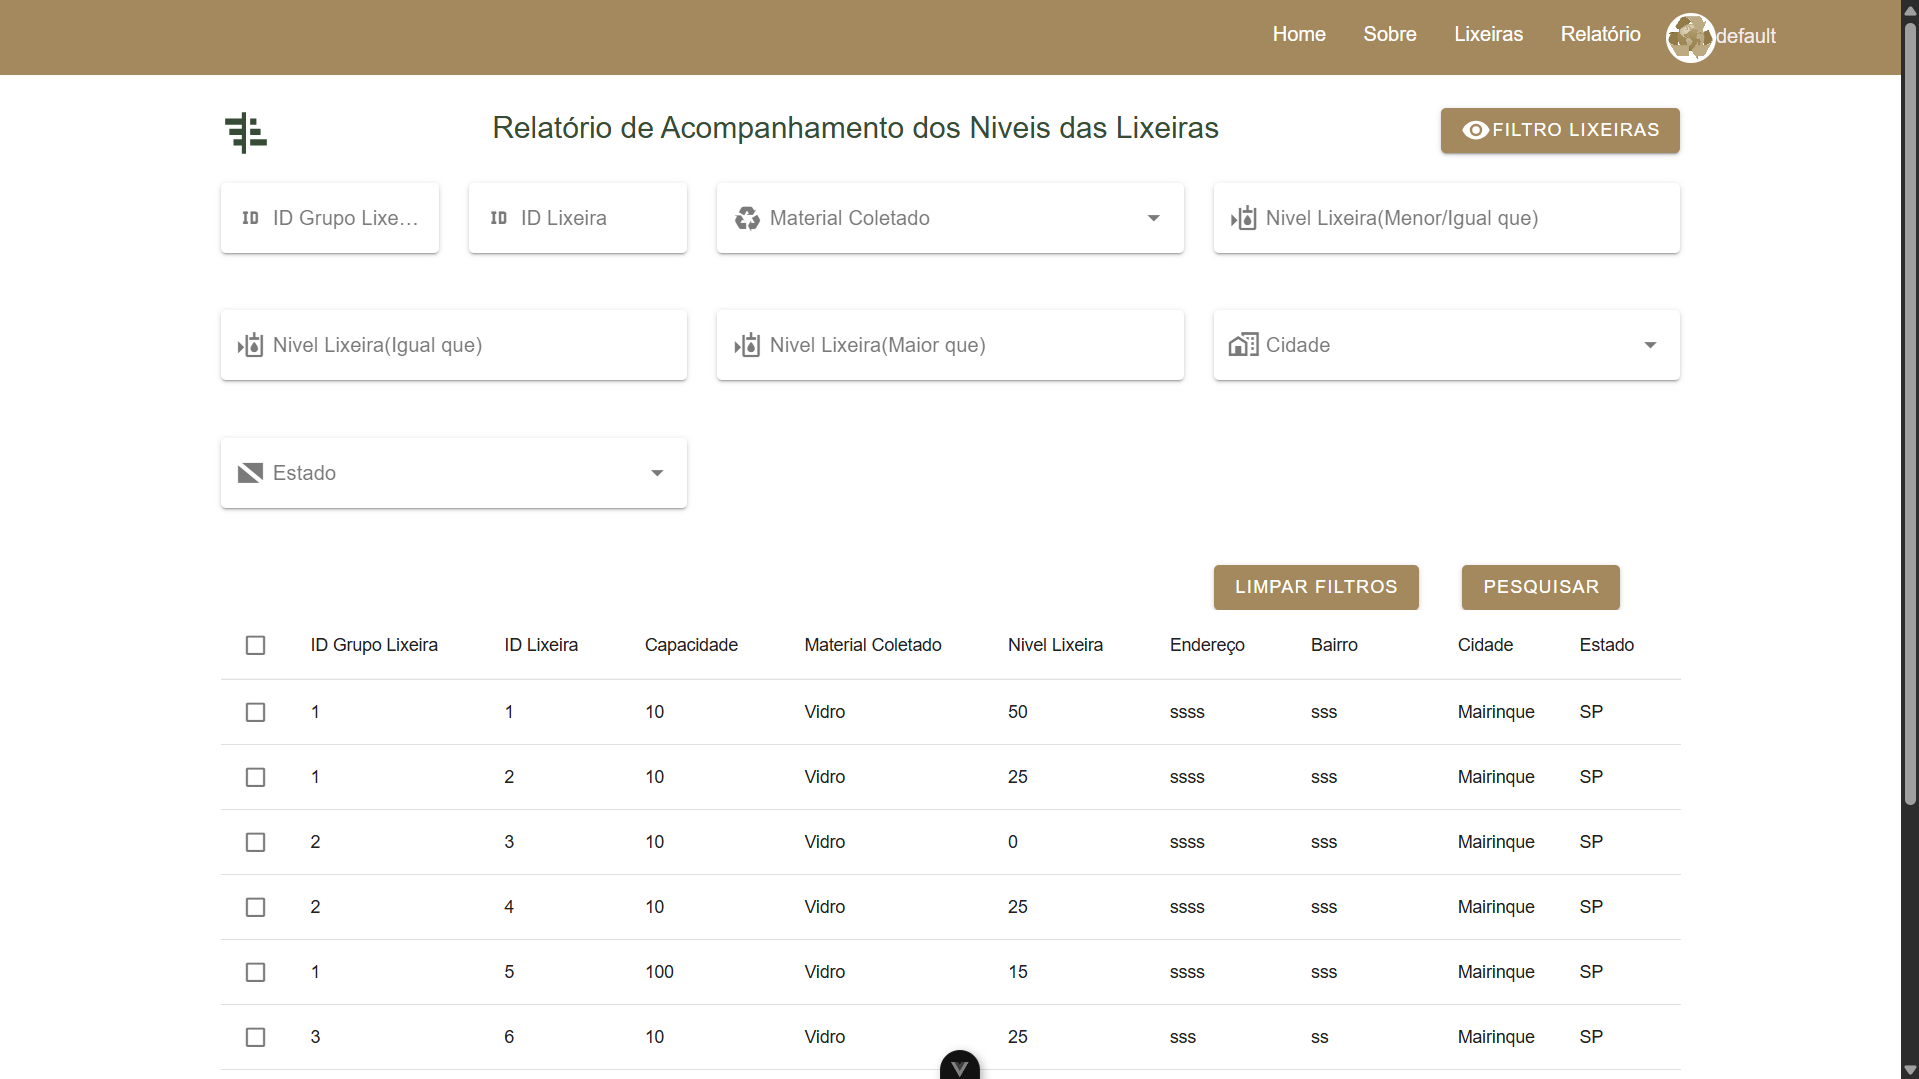 Home Sobre Lixeiras Relatório default
Relatório de Acompanhamento dos Niveis das Lixeiras
FILTRO LIXEIRAS
ID ID Grupo Lixe…
ID ID Lixeira
Material Coletado
Nivel Lixeira(Menor/Igual que)
Nivel Lixeira(Igual que)
Nivel Lixeira(Maior que)
Cidade
Estado
LIMPAR FILTROS
PESQUISAR
ID Grupo Lixeira ID Lixeira Capacidade Material Coletado Nivel Lixeira Endereço Bairro Cidade Estado
1 1 10 Vidro 50 ssss sss Mairinque SP
1 2 10 Vidro 25 ssss sss Mairinque SP
2 3 10 Vidro 0 ssss sss Mairinque SP
2 4 10 Vidro 25 ssss sss Mairinque SP
1 5 100 Vidro 15 ssss sss Mairinque SP
3 6 10 Vidro 25 sss ss Mairinque SP